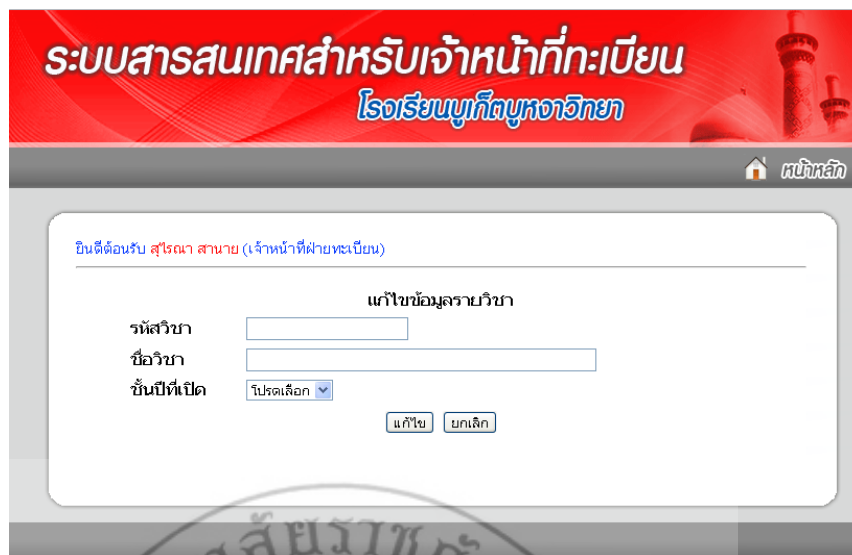 ระบบสารสนเทศสำหรับเจ้าหน้าที่ทะเบียน
โรงเรียนบูเก็ตบูหงาวิทยา
หน้าหลัก
ยินดีต้อนรับ สุไรณา สานาย (เจ้าหน้าที่ฝ่ายทะเบียน)
แก้ไขข้อมูลรายวิชา
รหัสวิชา
ชื่อวิชา
ชั้นปีที่เปิด โปรดเลือก
แก้ไข ยกเลิก